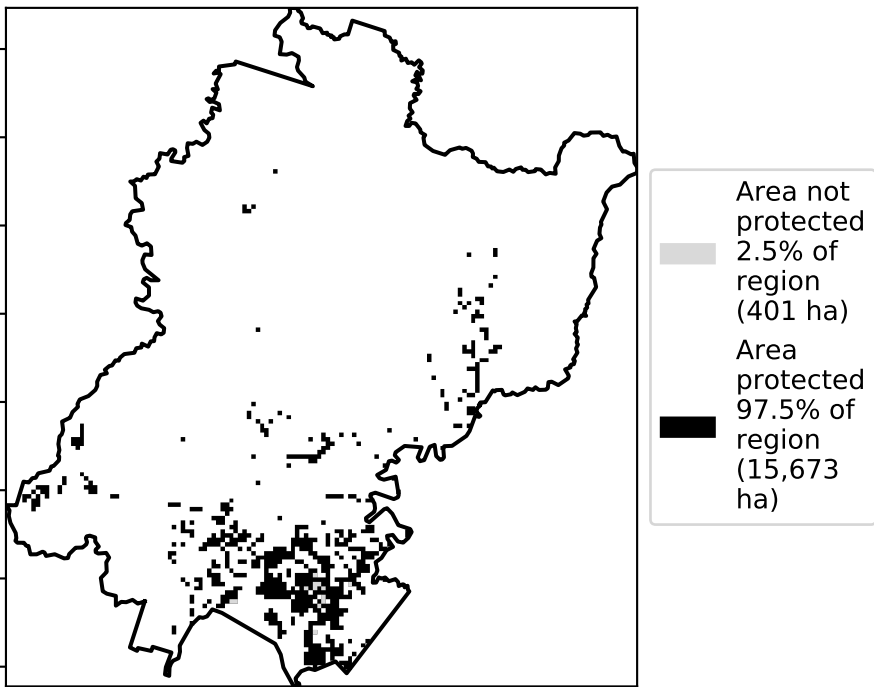 Area not
protected
2.5% of
region
(401 ha)
Area
protected
97.5% of
region
(15,673
ha)